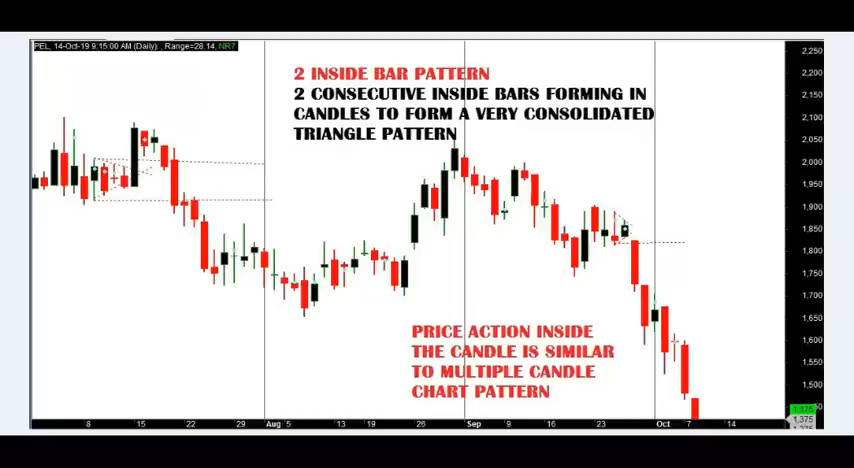 PEL, 14-Oct-19 9:15:00 AM (Daily): , Range=28.14, NR7
2 INSIDE BAR PATTERN
2 CONSECUTIVE INSIDE BARS FORMING IN
CANDLES TO FORM A VERY CONSOLIDATED
TRIANGLE PATTERN
PRICE ACTION INSIDE
THE CANDLE IS SIMILAR
TO MULTIPLE CANDLE
CHART PATTERN
2,250
2,200
2,150
2,100
2,050
2,000
1,950
1,900
1,850
1,800
1,750
1,700
1,650
1,600
1,550
1,500
1,375
1,375
8 15 22 29 Aug 5 13 19 26 Sep 9 16 23 Oct 7 14